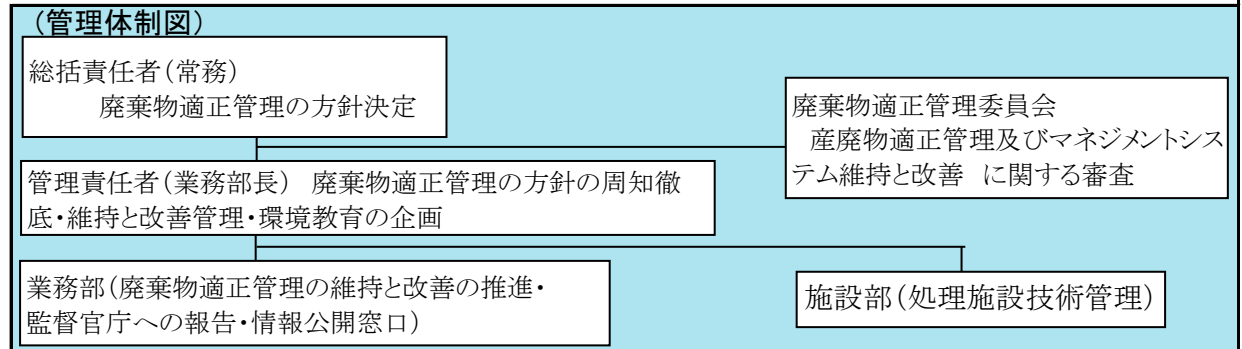 （管理体制図）
総括責任者（常務）
廃棄物適正管理の方針決定
廃棄物適正管理委員会
産廃物適正管理及びマネジメントシス
テム維持と改善　に関する審査
管理責任者（業務部長）　廃棄物適正管理の方針の周知徹
底・維持と改善管理・環境教育の企画
業務部（廃棄物適正管理の維持と改善の推進・
監督官庁への報告・情報公開窓口）
施設部（処理施設技術管理）